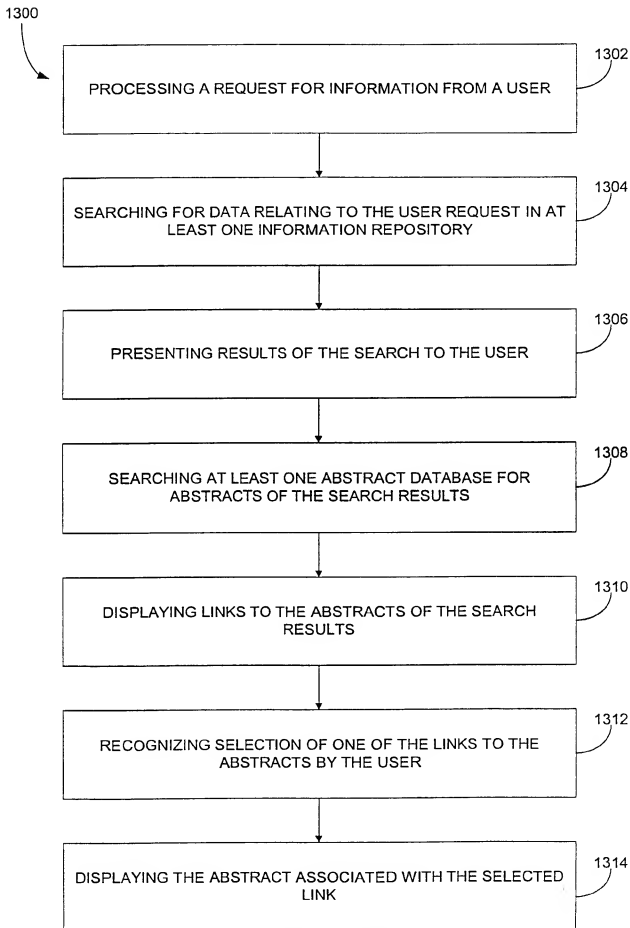 1300
1302
PROCESSING A REQUEST FOR INFORMATION FROM A USER
1304
SEARCHING FOR DATA RELATING TO THE USER REQUEST IN AT
LEAST ONE INFORMATION REPOSITORY
1306
PRESENTING RESULTS OF THE SEARCH TO THE USER
1308
SEARCHING AT LEAST ONE ABSTRACT DATABASE FOR
ABSTRACTS OF THE SEARCH RESULTS
1310
DISPLAYING LINKS TO THE ABSTRACTS OF THE SEARCH
RESULTS
1312
RECOGNIZING SELECTION OF ONE OF THE LINKS TO THE
ABSTRACTS BY THE USER
1314
DISPLAYING THE ABSTRACT ASSOCIATED WITH THE SELECTED
LINK